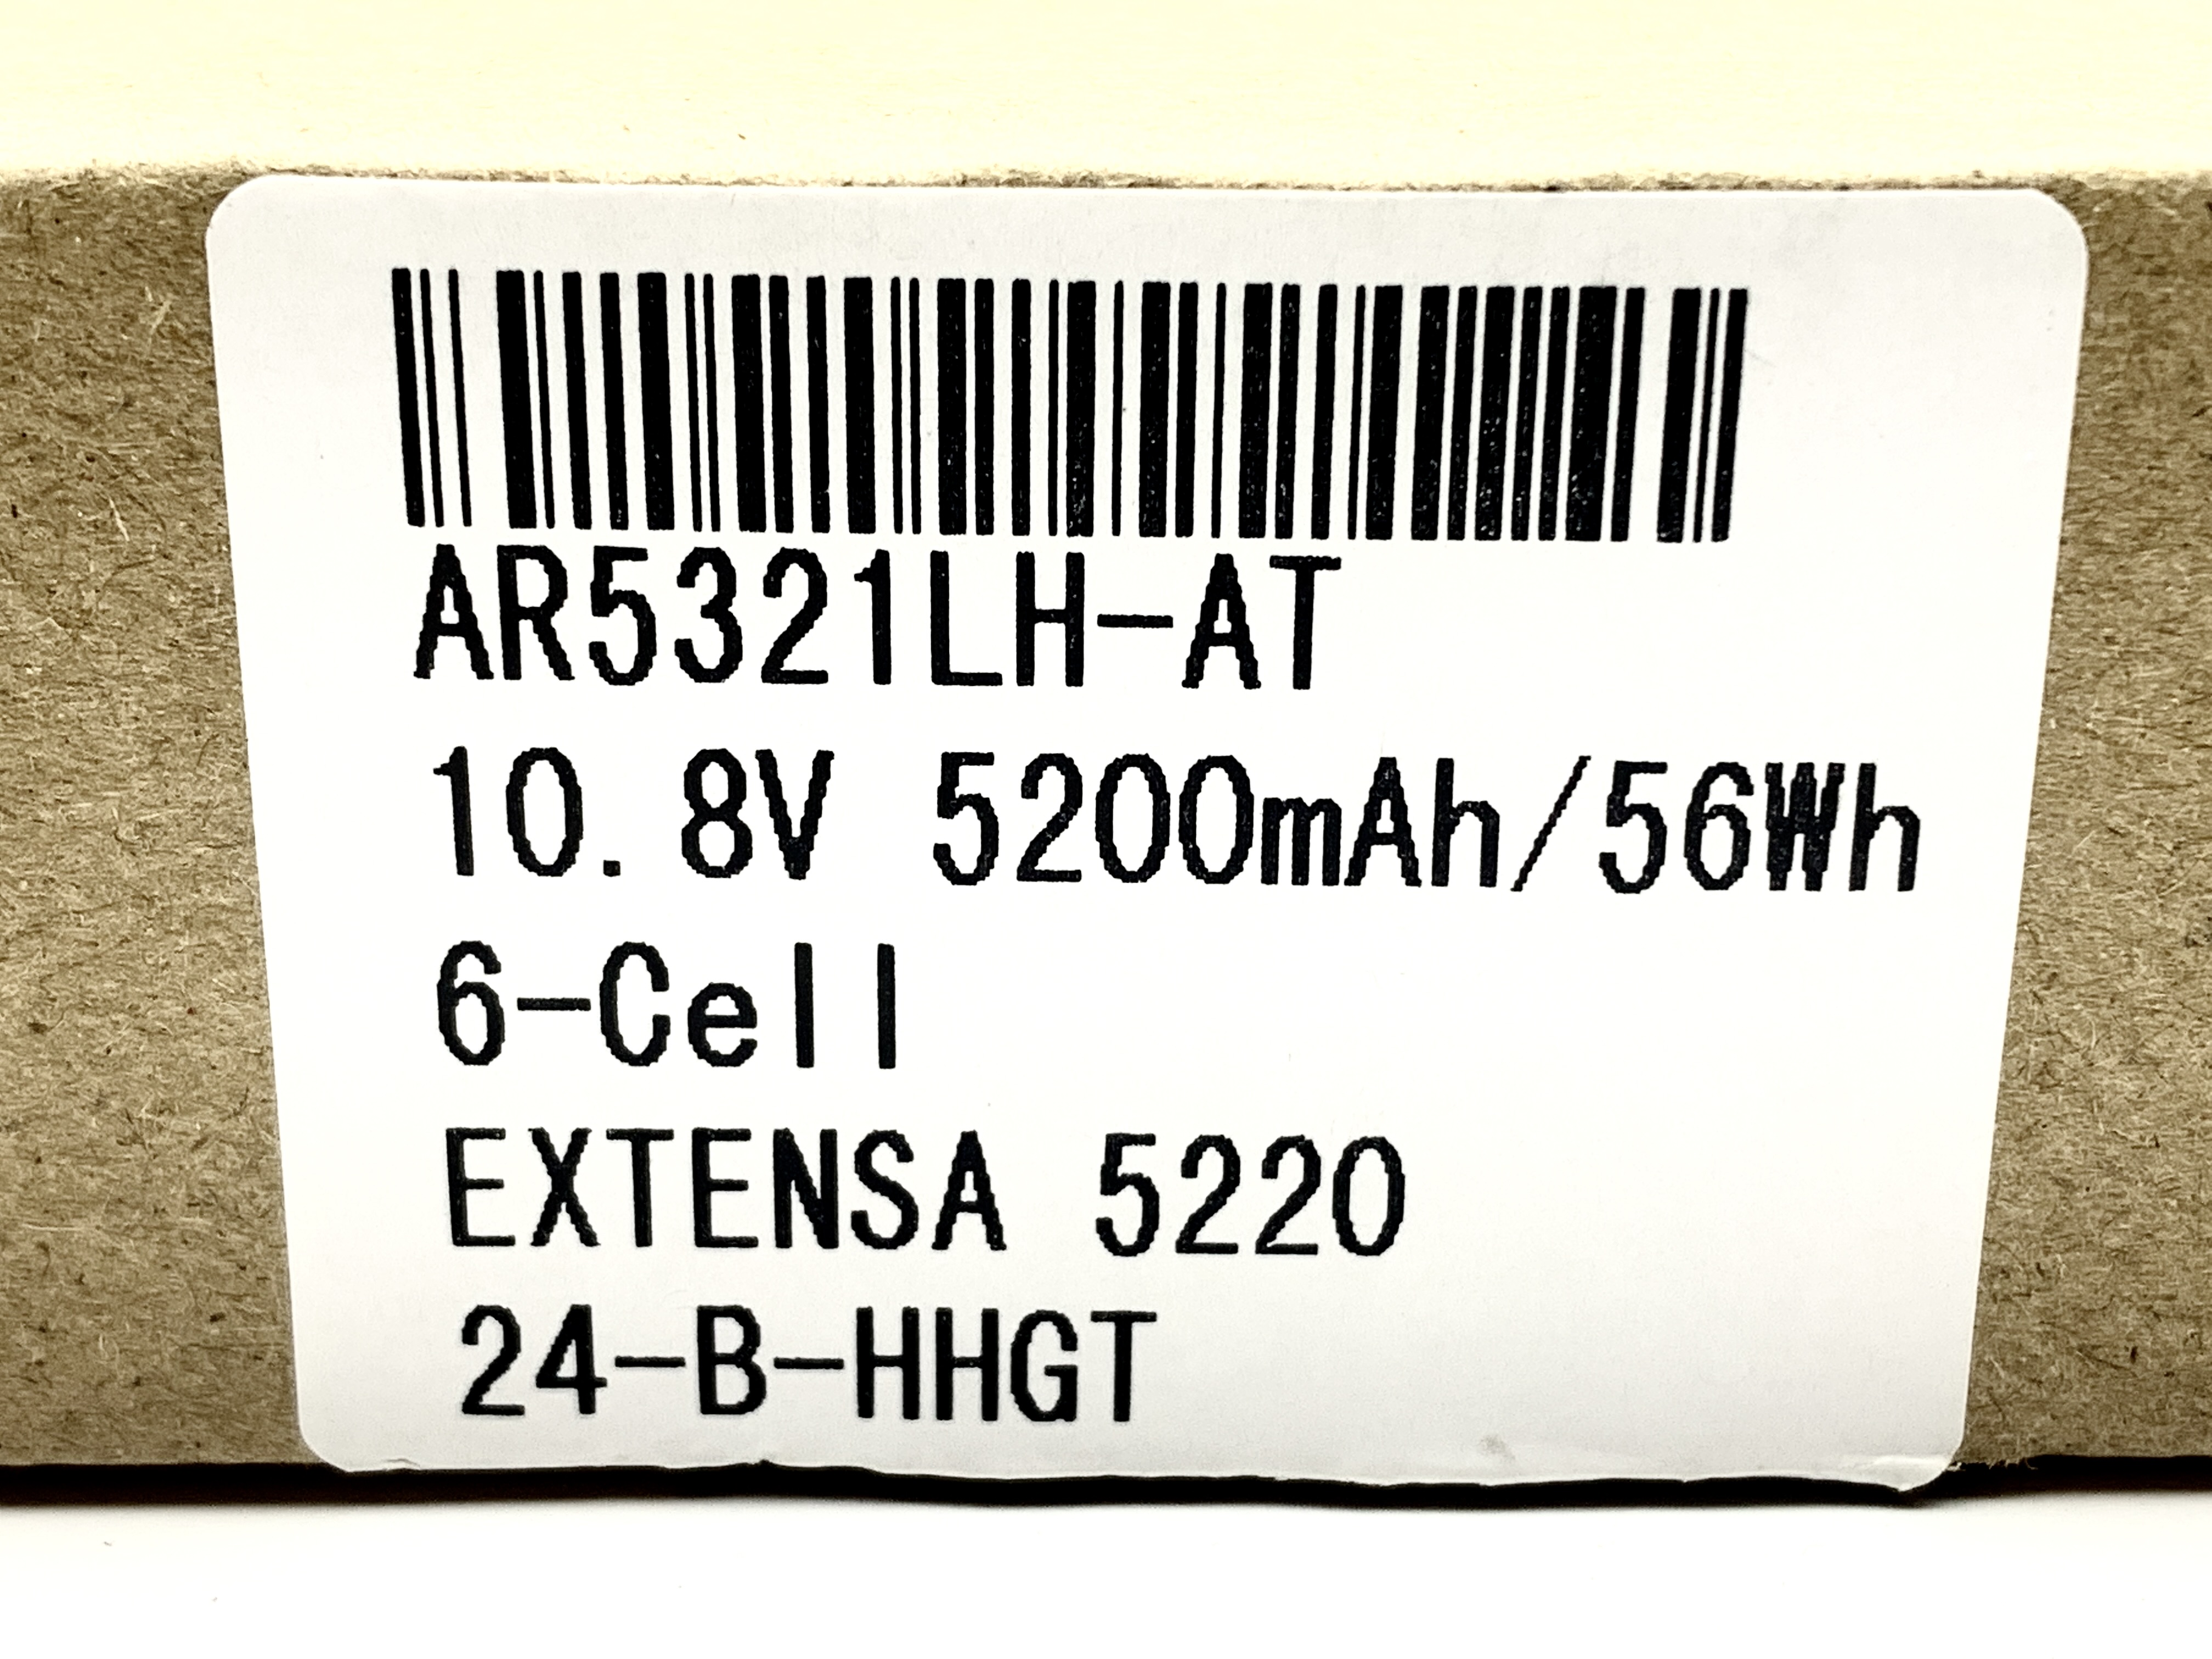 AR5321LH-AT
10.8V 5200mAh/56Wh
6-Cell
EXTENSA 5220
24-B-HHGT